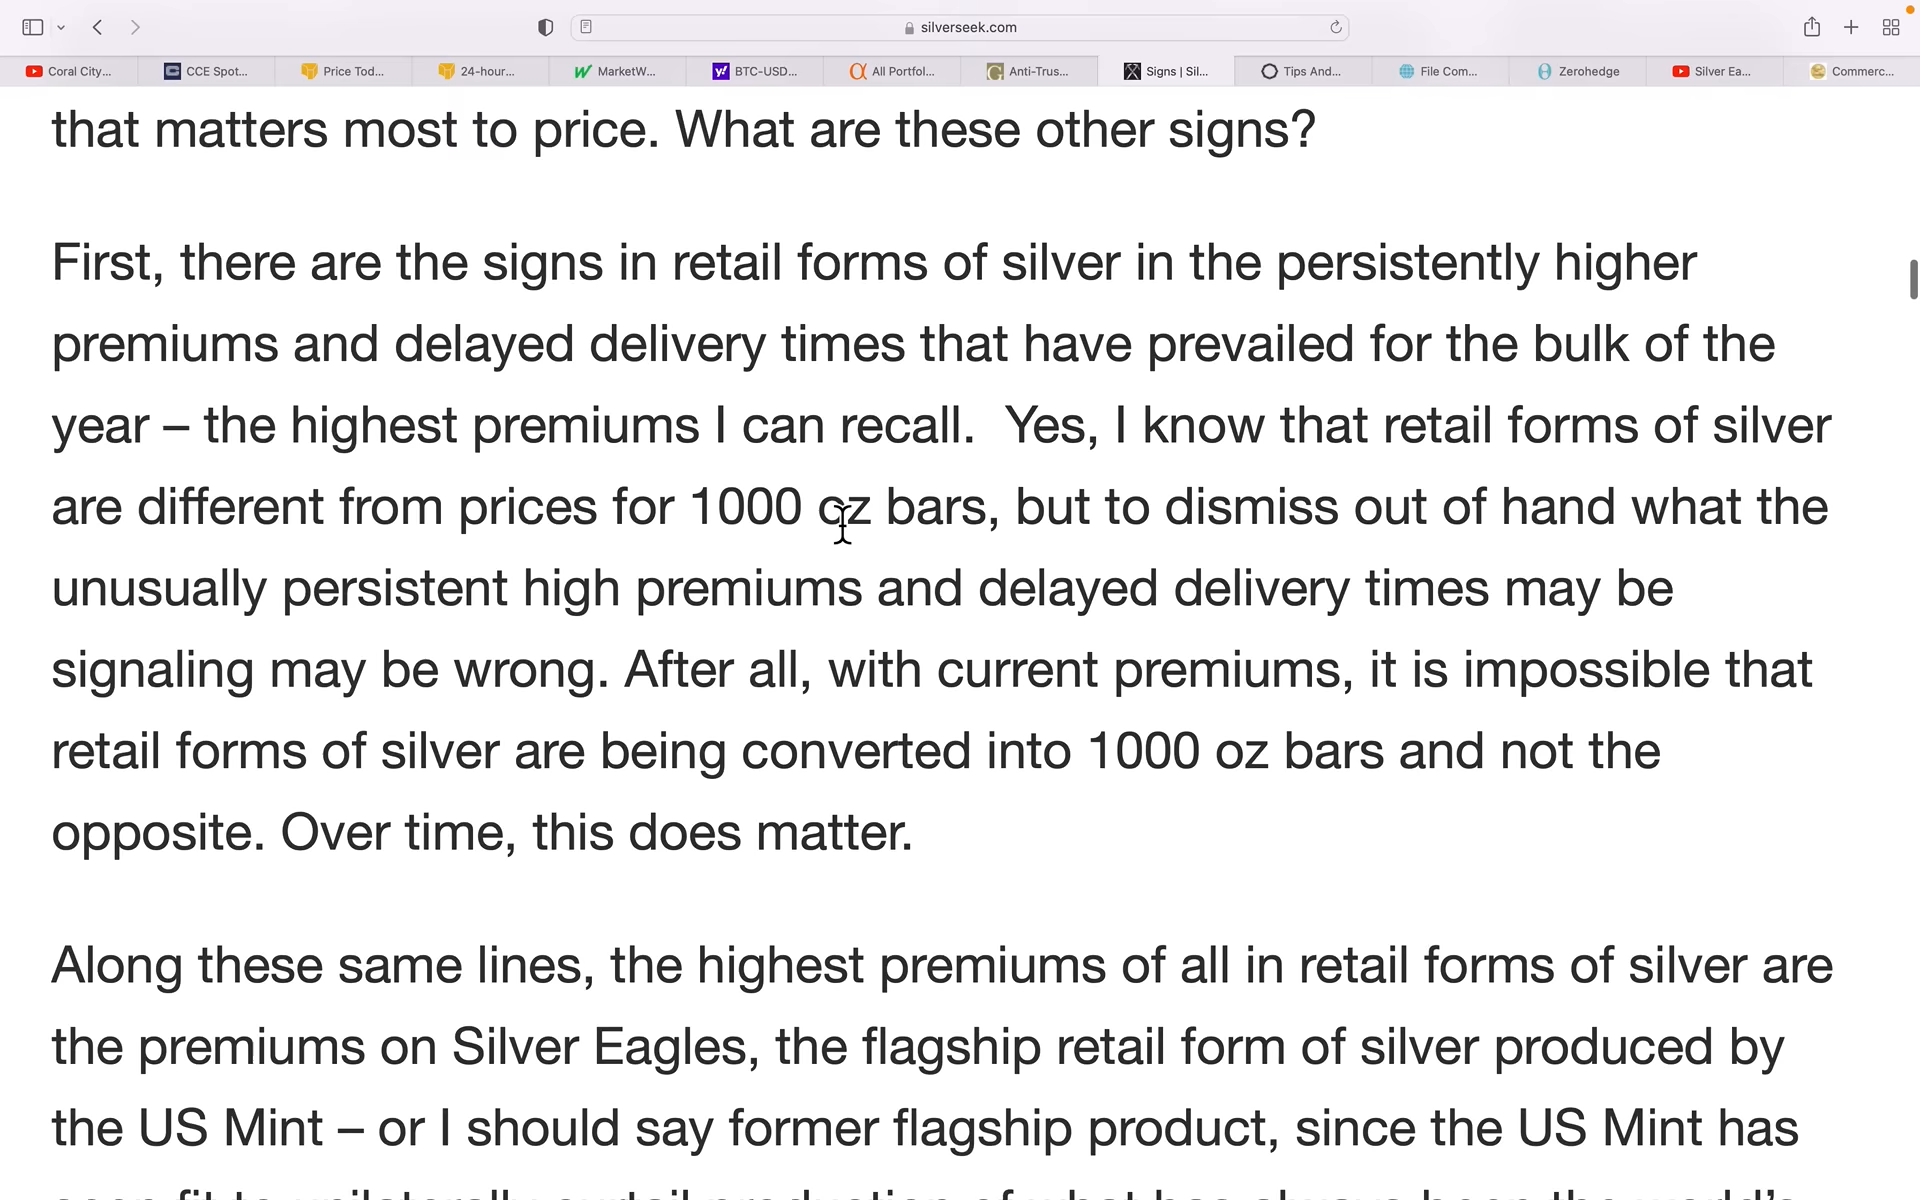 silverseek.com
Coral City...
CCE Spot...
Price Tod...
24-hour...
MarketW...
BTC-USD...
All Portfol...
Anti-Trus...
Signs | Sil...
Tips And...
File Com...
Zerohedge
Silver Ea...
Commerc...
that matters most to price. What are these other signs?
First, there are the signs in retail forms of silver in the persistently higher
premiums and delayed delivery times that have prevailed for the bulk of the
year – the highest premiums I can recall.  Yes, I know that retail forms of silver
are different from prices for 1000 oz bars, but to dismiss out of hand what the
unusually persistent high premiums and delayed delivery times may be
signaling may be wrong. After all, with current premiums, it is impossible that
retail forms of silver are being converted into 1000 oz bars and not the
opposite. Over time, this does matter.
Along these same lines, the highest premiums of all in retail forms of silver are
the premiums on Silver Eagles, the flagship retail form of silver produced by
the US Mint – or I should say former flagship product, since the US Mint has